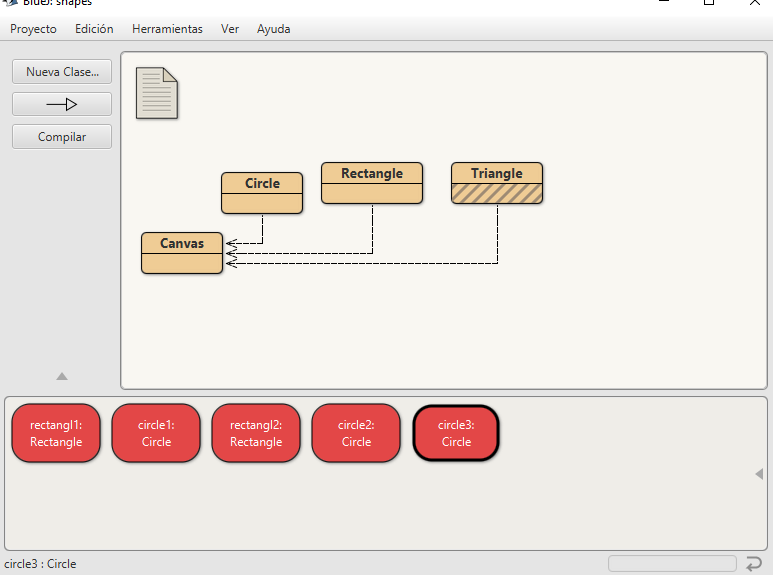 BlueJ: shapes
Proyecto Edición Herramientas Ver Ayuda
Nueva Clase...
Compilar
Circle
Rectangle
Triangle
Canvas
rectangl1:
Rectangle
circle1:
Circle
rectangl2:
Rectangle
circle2:
Circle
circle3:
Circle
circle3 : Circle